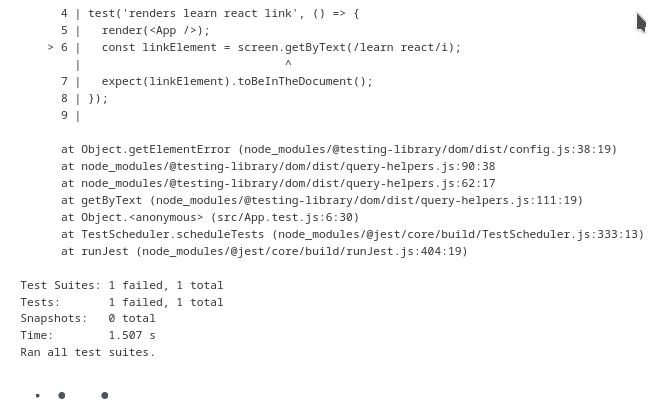 4 | test('renders learn react link', () => {
5 |   render(<App />);
> 6 |   const linkElement = screen.getByText(/learn react/i);
|                              ^
7 |   expect(linkElement).toBeInTheDocument();
8 | });
9 |
at Object.getElementError (node_modules/@testing-library/dom/dist/config.js:38:19)
at node_modules/@testing-library/dom/dist/query-helpers.js:90:38
at node_modules/@testing-library/dom/dist/query-helpers.js:62:17
at getByText (node_modules/@testing-library/dom/dist/query-helpers.js:111:19)
at Object.<anonymous> (src/App.test.js:6:30)
at TestScheduler.scheduleTests (node_modules/@jest/core/build/TestScheduler.js:333:13)
at runJest (node_modules/@jest/core/build/runJest.js:404:19)
Test Suites: 1 failed, 1 total
Tests:       1 failed, 1 total
Snapshots:   0 total
Time:        1.507 s
Ran all test suites.